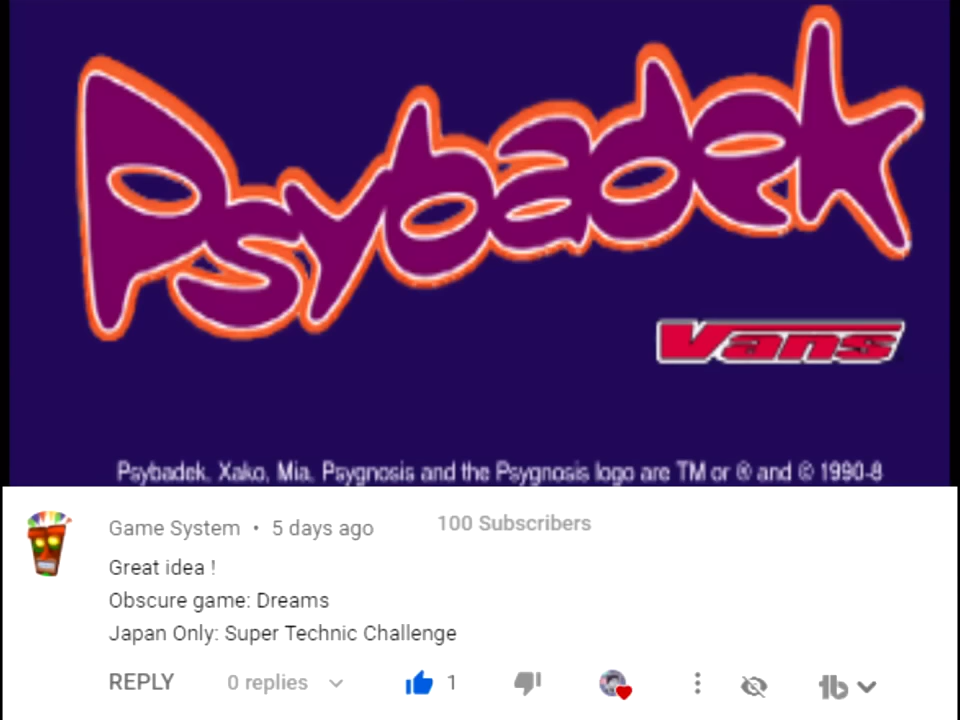 Psybadek
Vans
Psybadek, Xako, Mia, Psygnosis and the Psygnosis logo are TM or ® and © 1990-8
Game System • 5 days ago 100 Subscribers
Great idea !
Obscure game: Dreams
Japan Only: Super Technic Challenge
REPLY 0 replies 1 tb